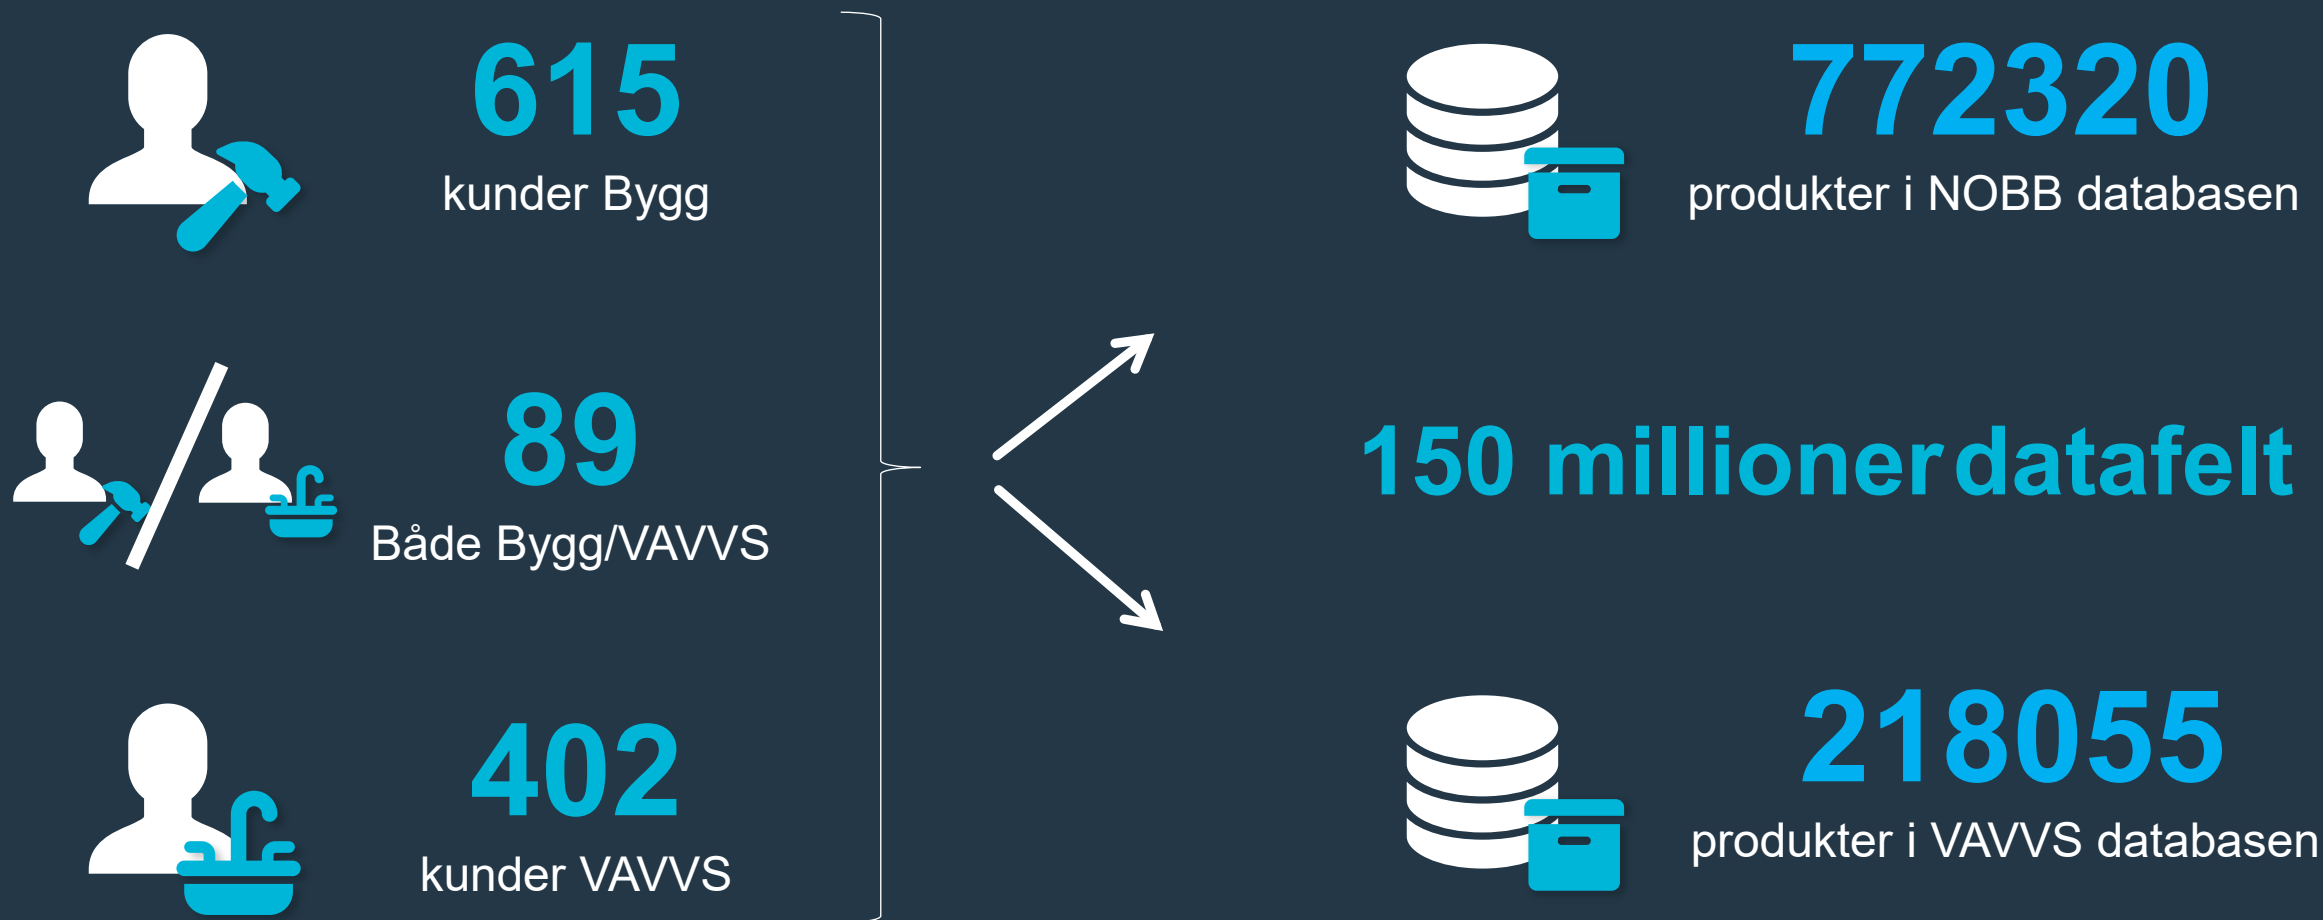 615
kunder Bygg
89
Både Bygg/VAVVS
402
kunder VAVVS
772320
produkter i NOBB databasen
150 millioner datafelt
218055
produkter i VAVVS databasen